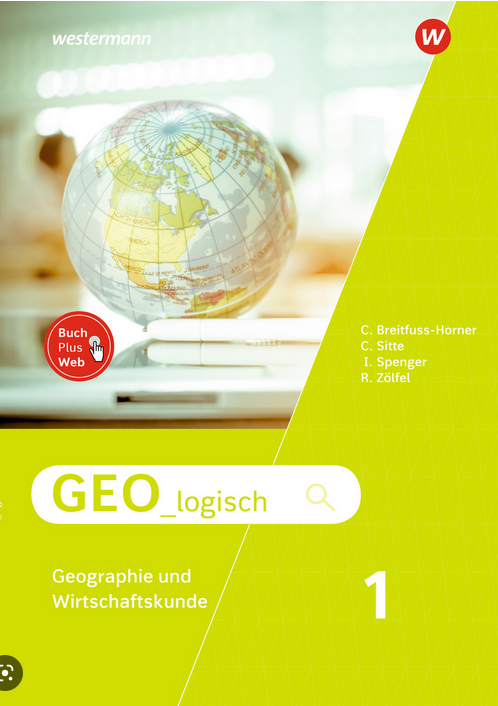 westermann
W
C. Breitfuss-Horner
C. Sitte
I. Spenger
R. Zölfel
Buch
Plus
Web
GEO_logisch
Geographie und
Wirtschaftskunde
1